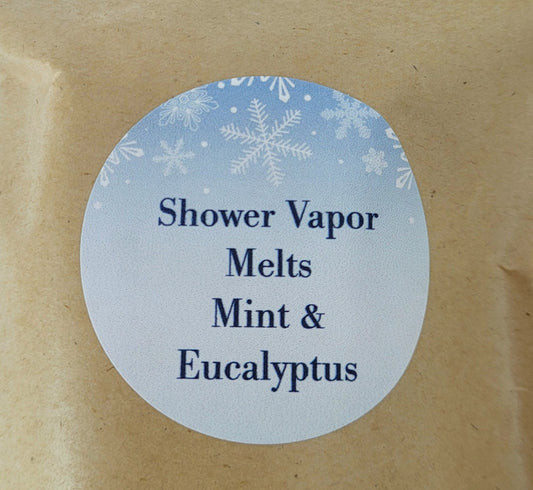 Shower Vapor
Melts
Mint &
Eucalyptus